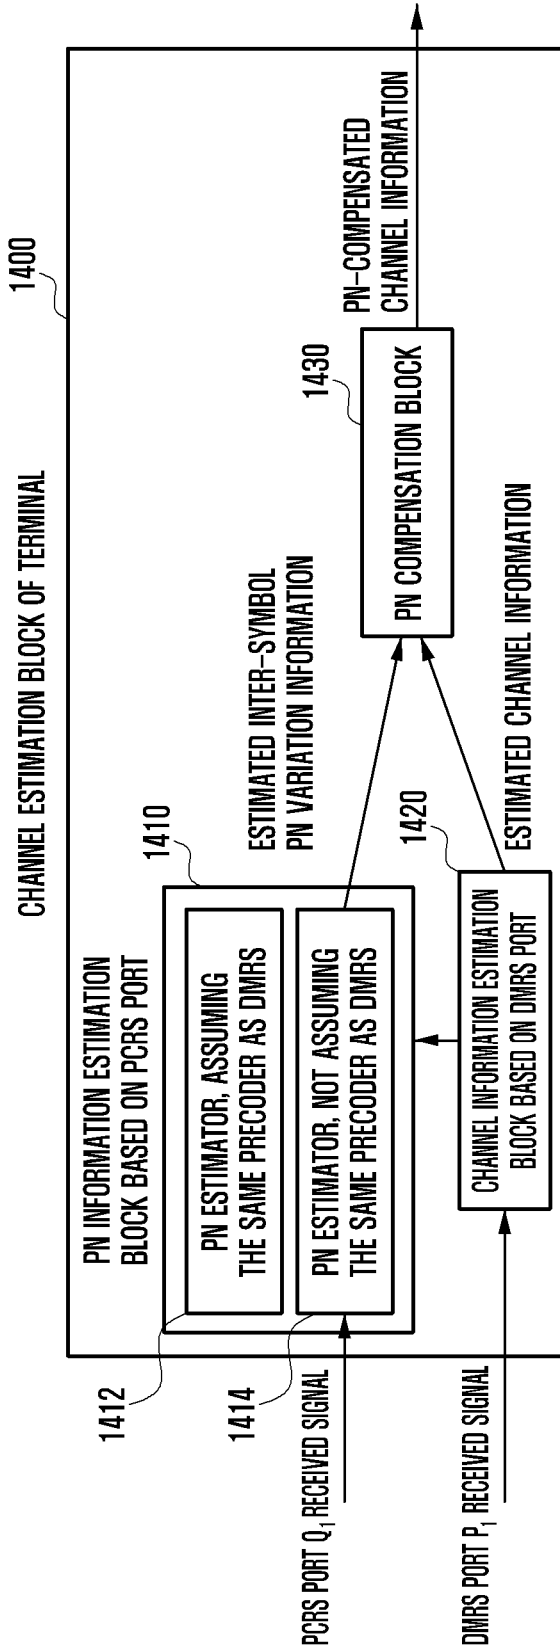 CHANNEL ESTIMATION BLOCK OF TERMINAL
1400
PN INFORMATION ESTIMATION
BLOCK BASED ON PCRS PORT
1410
1412
PN ESTIMATOR, ASSUMING
THE SAME PRECODER AS DMRS
1414
PN ESTIMATOR, NOT ASSUMING
THE SAME PRECODER AS DMRS
PCRS PORT Q₁ RECEIVED SIGNAL
ESTIMATED INTER-SYMBOL
PN VARIATION INFORMATION
1430
PN COMPENSATION BLOCK
PN-COMPENSATED
CHANNEL INFORMATION
1420
CHANNEL INFORMATION ESTIMATION
BLOCK BASED ON DMRS PORT
DMRS PORT P₁ RECEIVED SIGNAL
ESTIMATED CHANNEL INFORMATION